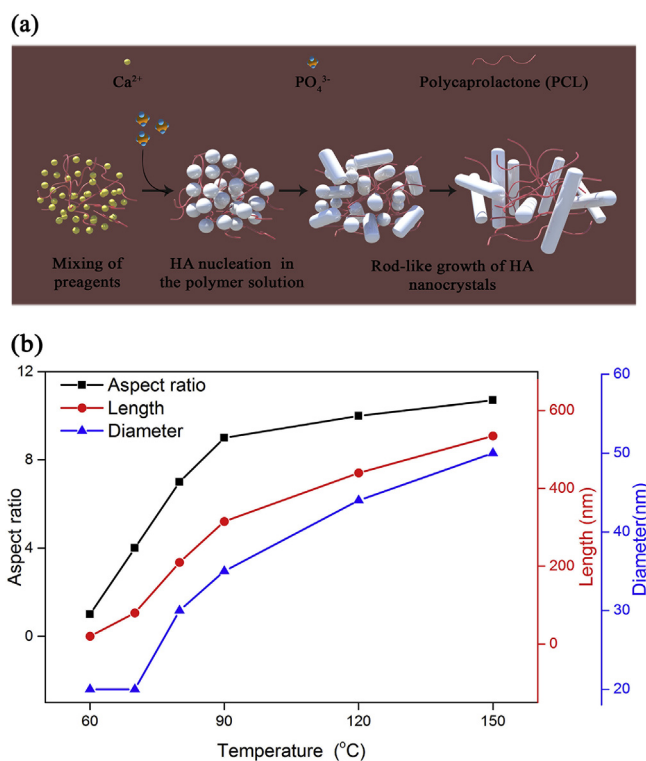 (a)
Ca²⁺
PO₄³⁻
Polycaprolactone (PCL)
Mixing of
preagents
HA nucleation in
the polymer solution
Rod-like growth of HA
nanocrystals
(b)
Aspect ratio
Length
Diameter
12
8
4
0
Aspect ratio
600
400
200
0
Length (nm)
60
50
40
30
20
Diameter(nm)
60
90
120
150
Temperature (°C)